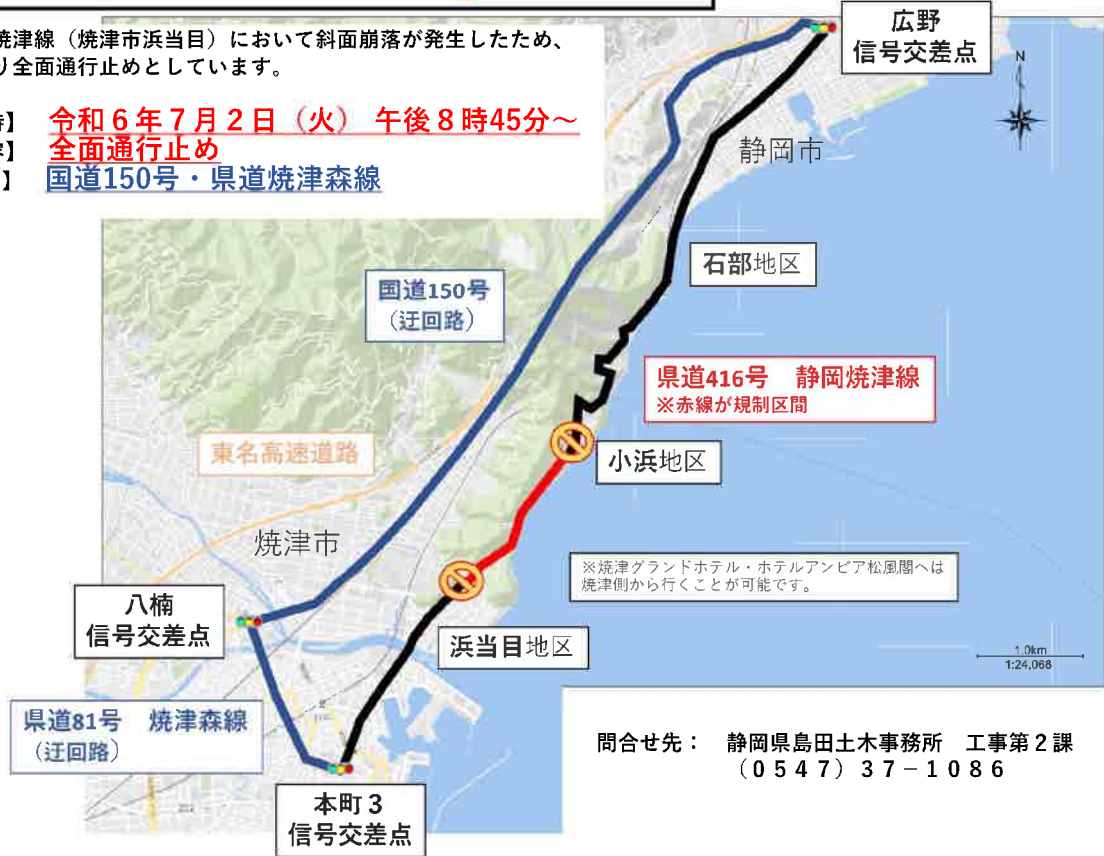 焼津線（焼津市浜当目）において斜面崩落が発生したため、
り全面通行止めとしています。
】 令和６年７月２日（火） 午後８時45分～
】 全面通行止め
】 国道150号・県道焼津森線
広野
信号交差点
N
静岡市
石部地区
国道150号
（迂回路）
県道416号 静岡焼津線
※赤線が規制区間
東名高速道路
小浜地区
焼津市
※焼津グランドホテル・ホテルアンビア松風閣へは
焼津側から行くことが可能です。
八楠
信号交差点
浜当目地区
1.0km
1:24,068
県道81号 焼津森線
（迂回路）
問合せ先： 静岡県島田土木事務所 工事第２課
（０５４７）３７－１０８６
本町３
信号交差点